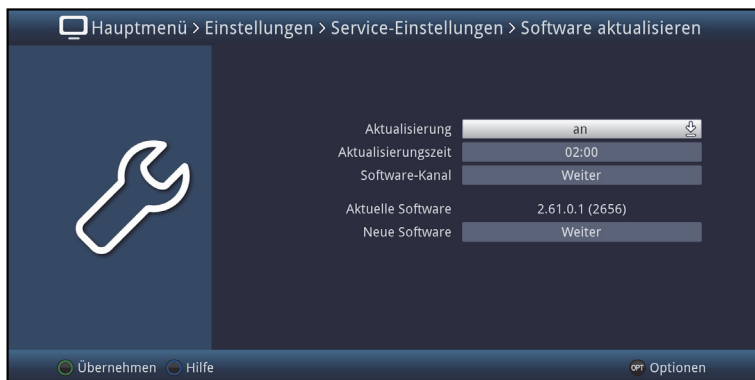 Hauptmenü > Einstellungen > Service-Einstellungen > Software aktualisieren
Aktualisierung an
Aktualisierungszeit 02:00
Software-Kanal Weiter
Aktuelle Software 2.61.0.1 (2656)
Neue Software Weiter
Übernehmen Hilfe OPT Optionen